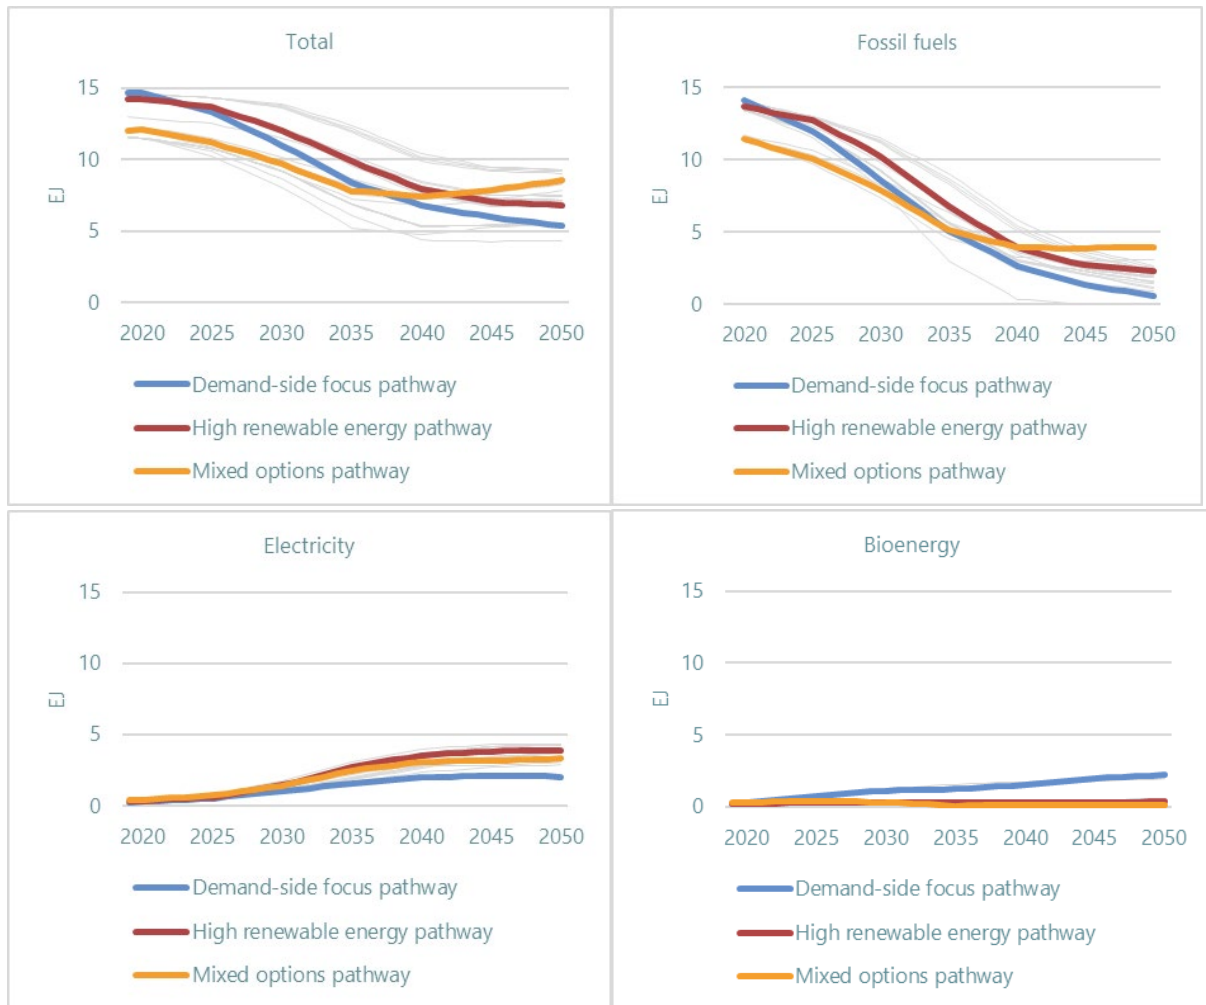 Total
15
10
EJ
5
0
2020 2025 2030 2035 2040 2045 2050
Demand-side focus pathway
High renewable energy pathway
Mixed options pathway
Fossil fuels
15
10
EJ
5
0
2020 2025 2030 2035 2040 2045 2050
Demand-side focus pathway
High renewable energy pathway
Mixed options pathway
Electricity
15
10
EJ
5
0
2020 2025 2030 2035 2040 2045 2050
Demand-side focus pathway
High renewable energy pathway
Mixed options pathway
Bioenergy
15
10
EJ
5
0
2020 2025 2030 2035 2040 2045 2050
Demand-side focus pathway
High renewable energy pathway
Mixed options pathway